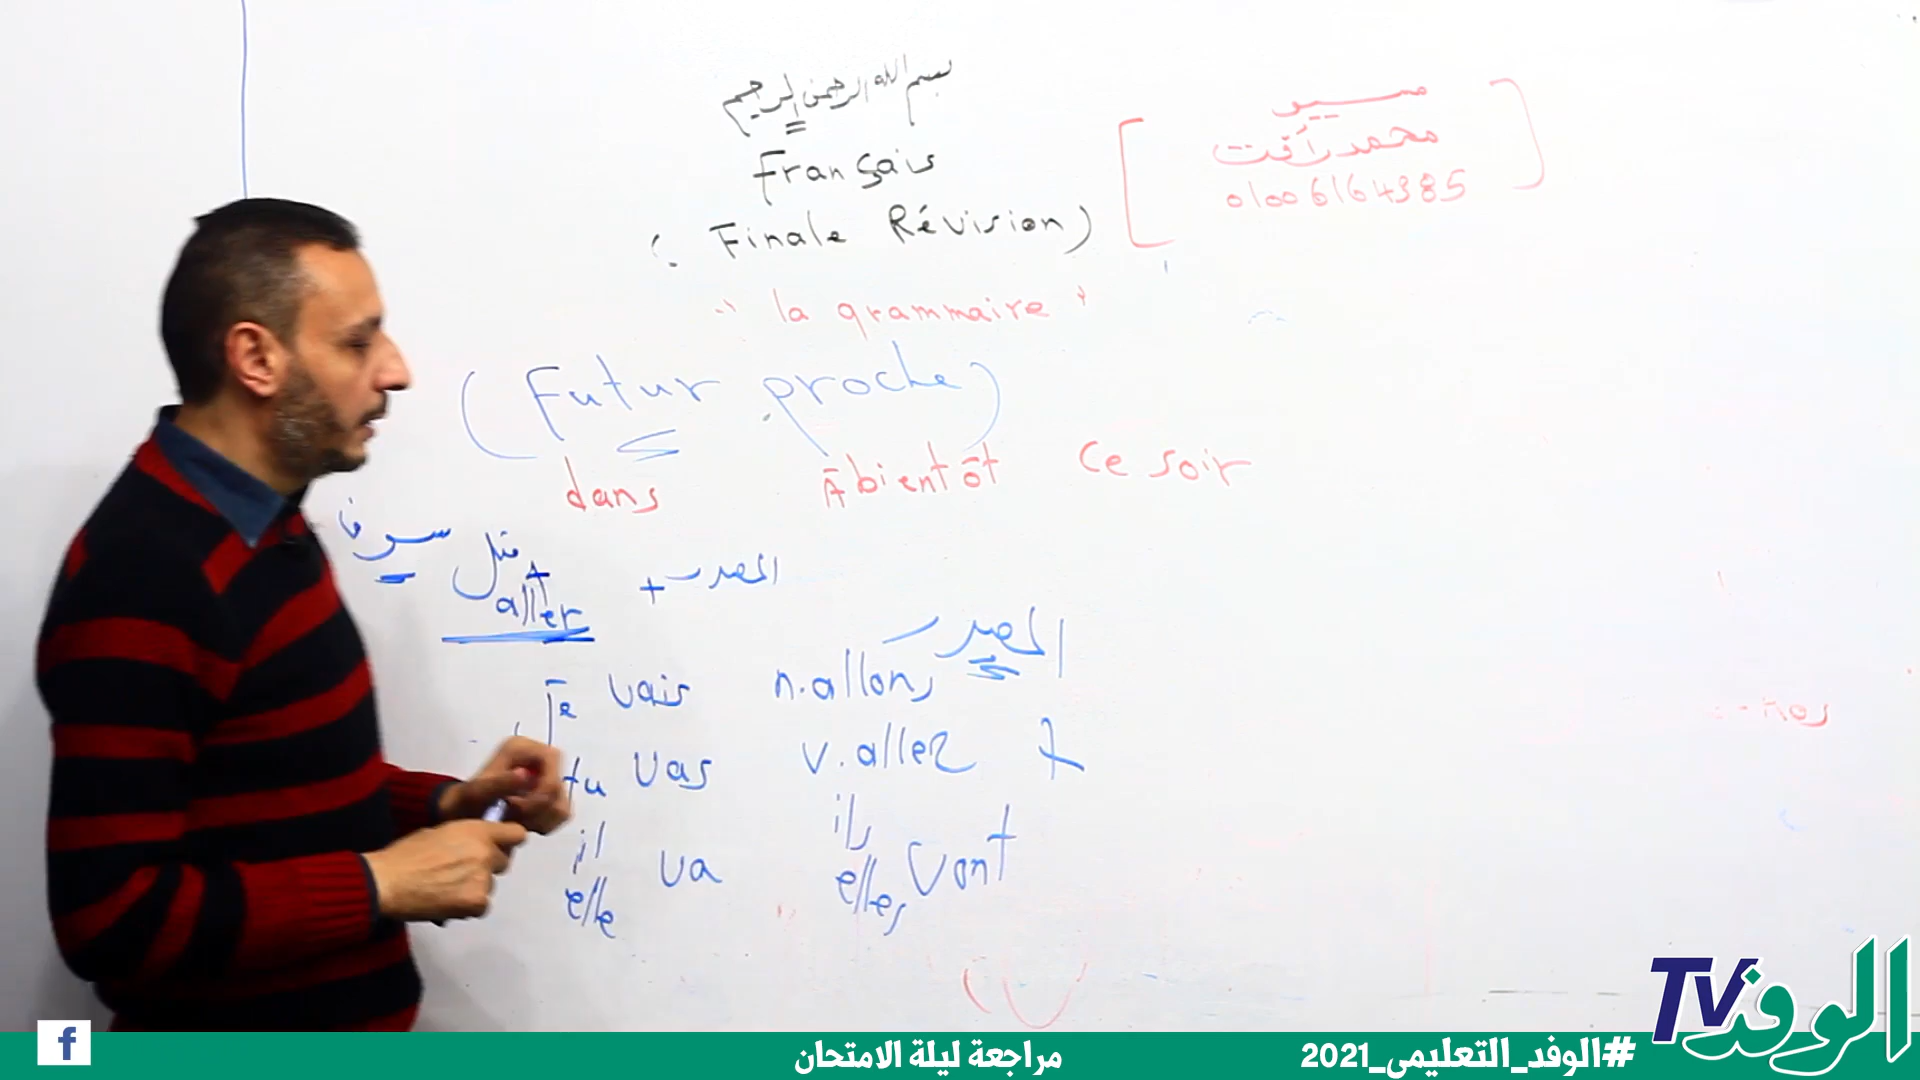 بسم الله الرحمن الرحيم
Français
( Finale Révision)
مسيو
محمد رأفت
01006164385
la grammaire
(Futur proche)
dans Àbientôt Ce soir
سوف
aller + المصدر
المصدر
Je vais n.allons
tu vas v.allez
il elle va ils elles vont
TV الوفد
#الوفد_التعليمى_2021
مراجعة ليلة الامتحان
f